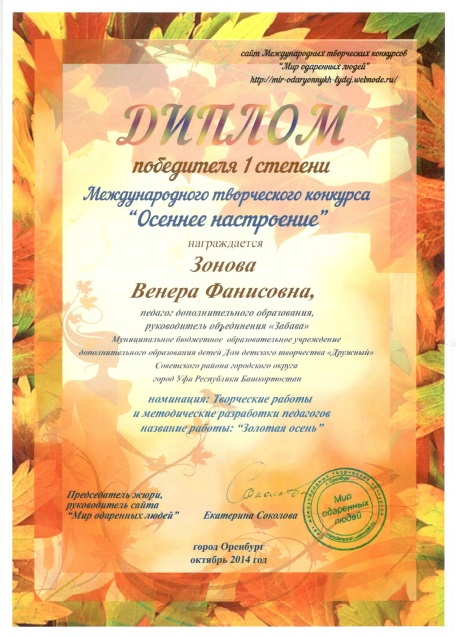 сайт Международных творческих конкурсов
"Мир одаренных людей"
http://mir-odaryonnykh-lydej.webnode.ru/
ДИПЛОМ
победителя 1 степени
Международного творческого конкурса
"Осеннее настроение"
награждается
Зонова
Венера Фанисовна,
педагог дополнительного образования,
руководитель объединения «Забава»
Муниципальное бюджетное образовательное учреждение
дополнительного образования детей Дом детского творчества «Дружный»
Советского района городского округа
город Уфа Республики Башкортостан
номинация: Творческие работы
и методические разработки педагогов
название работы: "Золотая осень"
Председатель жюри,
руководитель сайта
"Мир одаренных людей"
Екатерина Соколова
Мир
одаренных
людей
город Оренбург
октябрь 2014 год